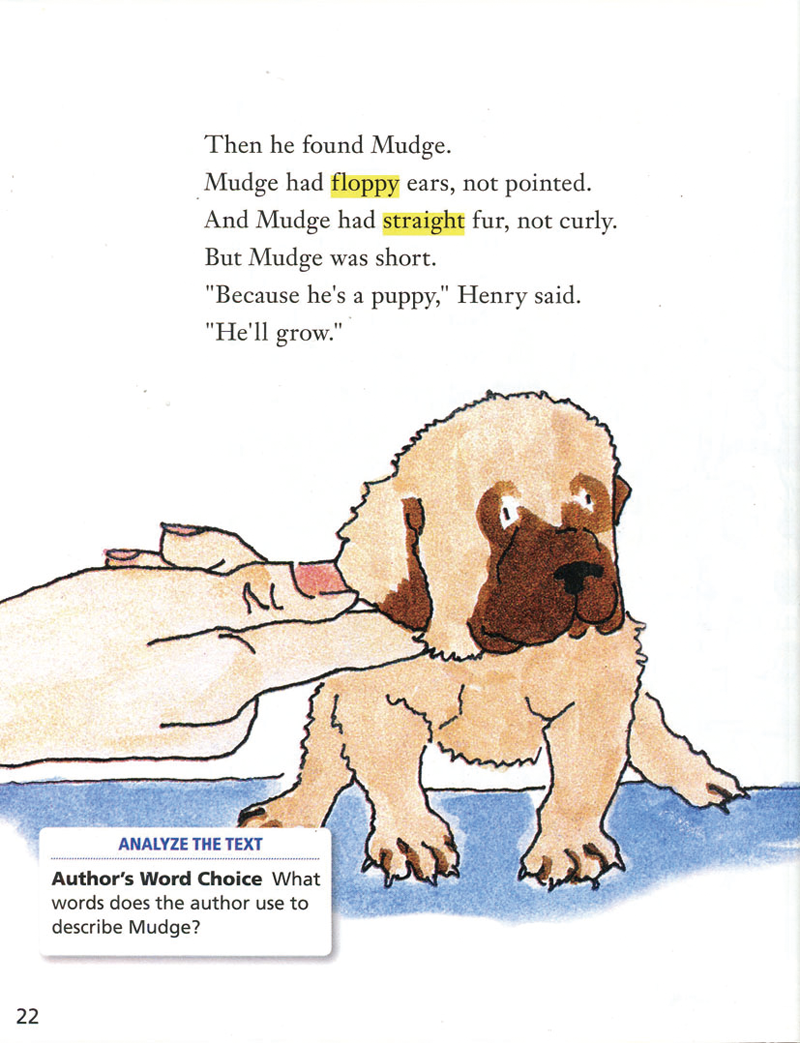 Then he found Mudge.
Mudge had floppy ears, not pointed.
And Mudge had straight fur, not curly.
But Mudge was short.
"Because he's a puppy," Henry said.
"He'll grow."
ANALYZE THE TEXT
Author's Word Choice What
words does the author use to
describe Mudge?
22